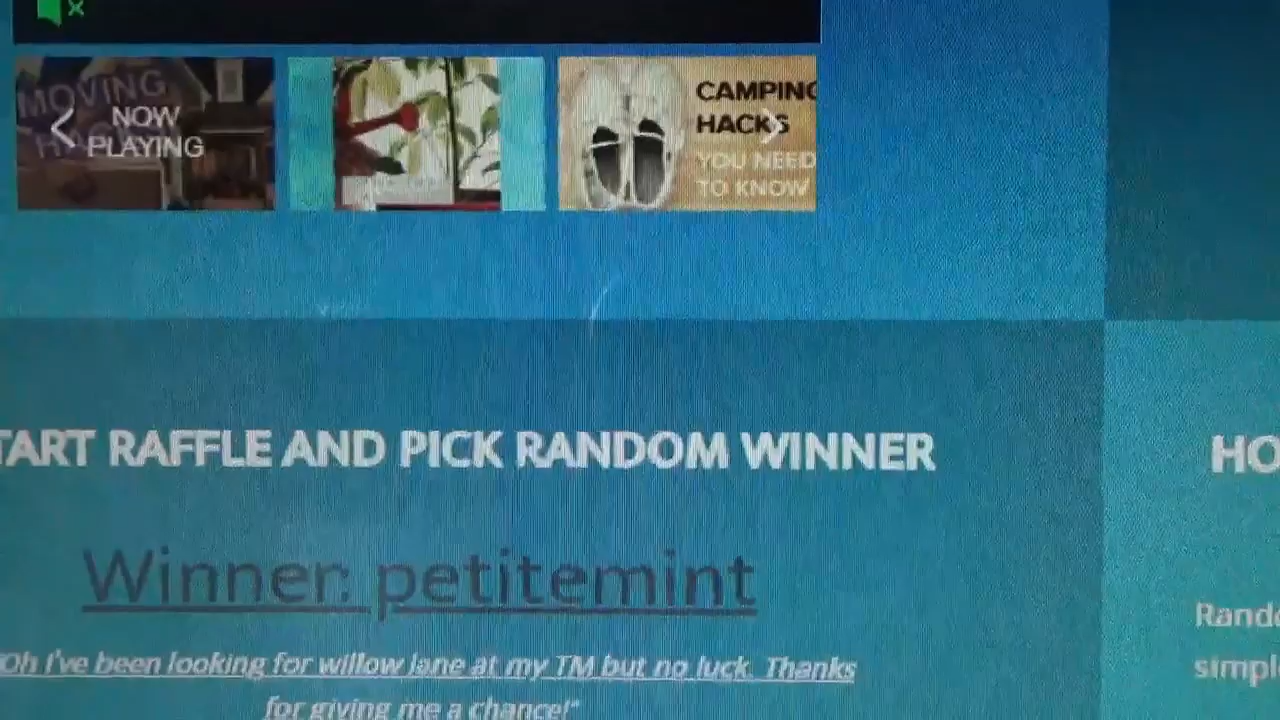 MOVING
NOW
PLAYING
CAMPING
HACKS
YOU NEED
TO KNOW
TART RAFFLE AND PICK RANDOM WINNER
HO
Winner: petitemint
Rando
Oh I've been looking for willow lane at my TM but no luck. Thanks
simpl
for giving me a chance!"